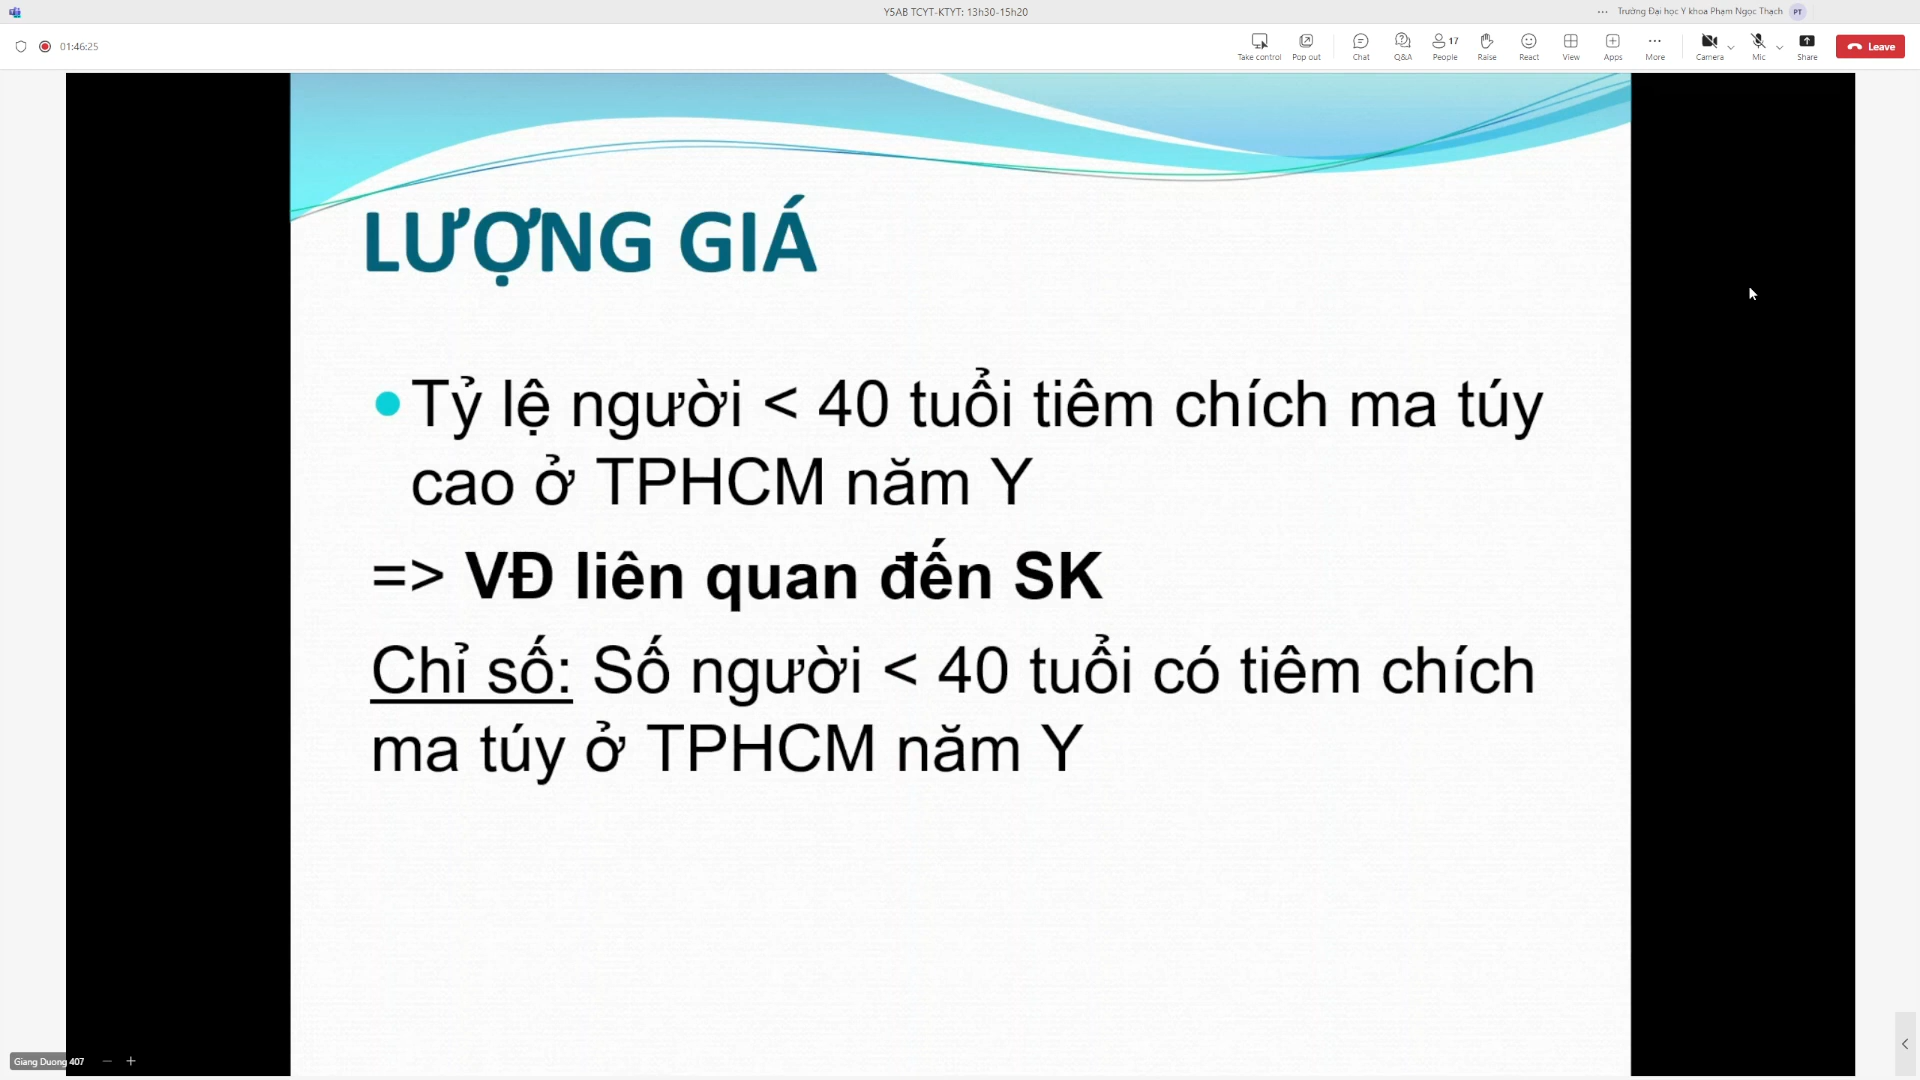 Y5AB TCYT-KTYT: 13h30-15h20
Trường Đại học Y khoa Phạm Ngọc Thạch PT
01:46:25
Take control Pop out Chat Q&A 17 People Raise React View Apps More Camera Mic Share Leave
LƯỢNG GIÁ
Tỷ lệ người < 40 tuổi tiêm chích ma túy
cao ở TPHCM năm Y
=> VĐ liên quan đến SK
Chỉ số: Số người < 40 tuổi có tiêm chích
ma túy ở TPHCM năm Y
Giang Duong 407